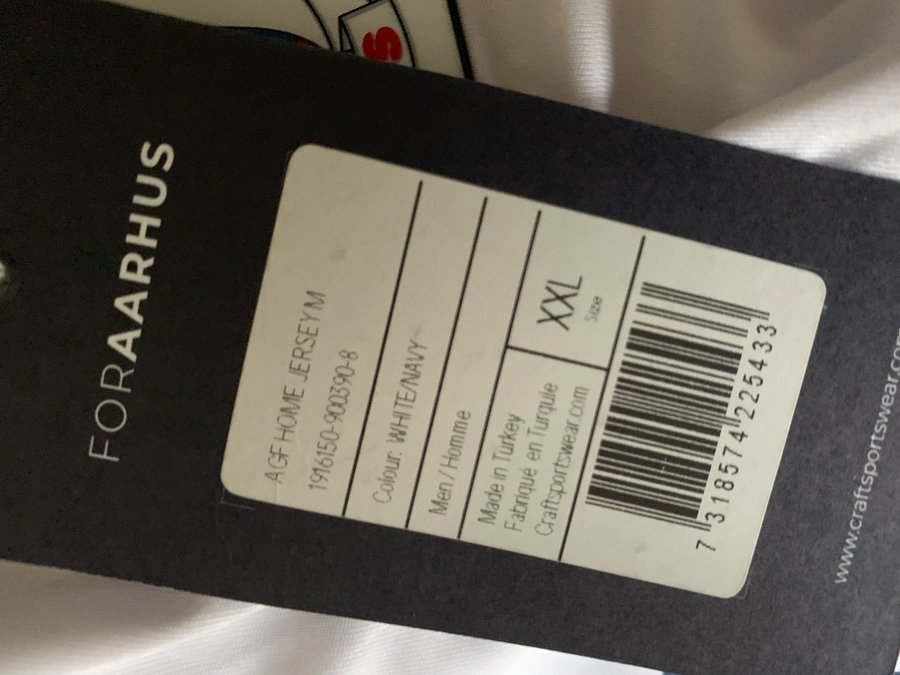 S
FORAARHUS
AGF HOME JERSEY M
1916150-900390-8
Colour: WHITE/NAVY
Men / Homme
Made in Turkey
Fabriqué en Turquie
Craftsportswear.com
XXL
Size
7 318574 225433
www.craftsportswear.com